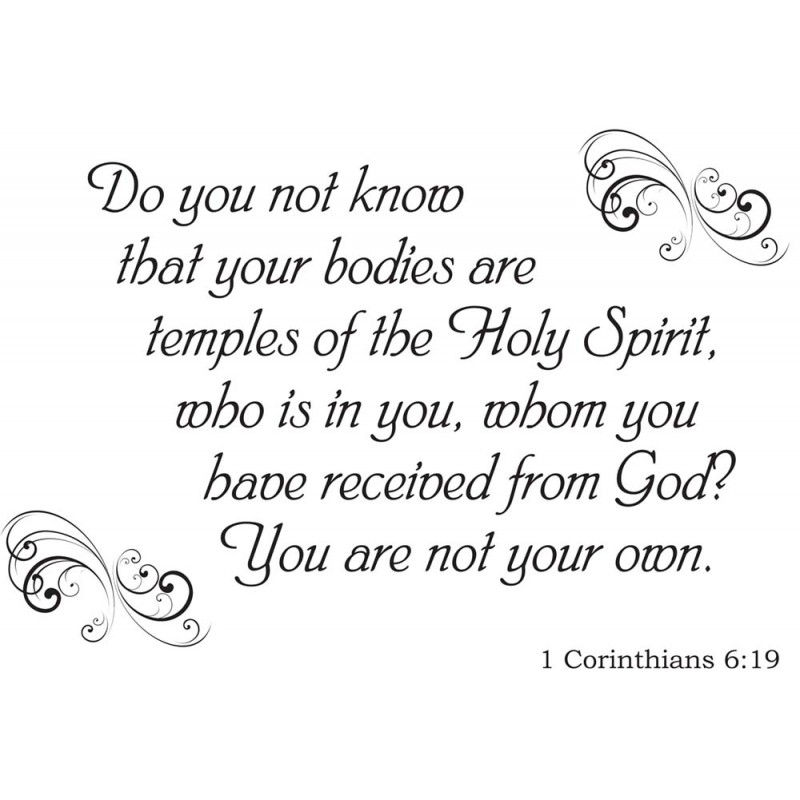 Do you not know
that your bodies are
temples of the Holy Spirit,
who is in you, whom you
have received from God?
You are not your own.
1 Corinthians 6:19